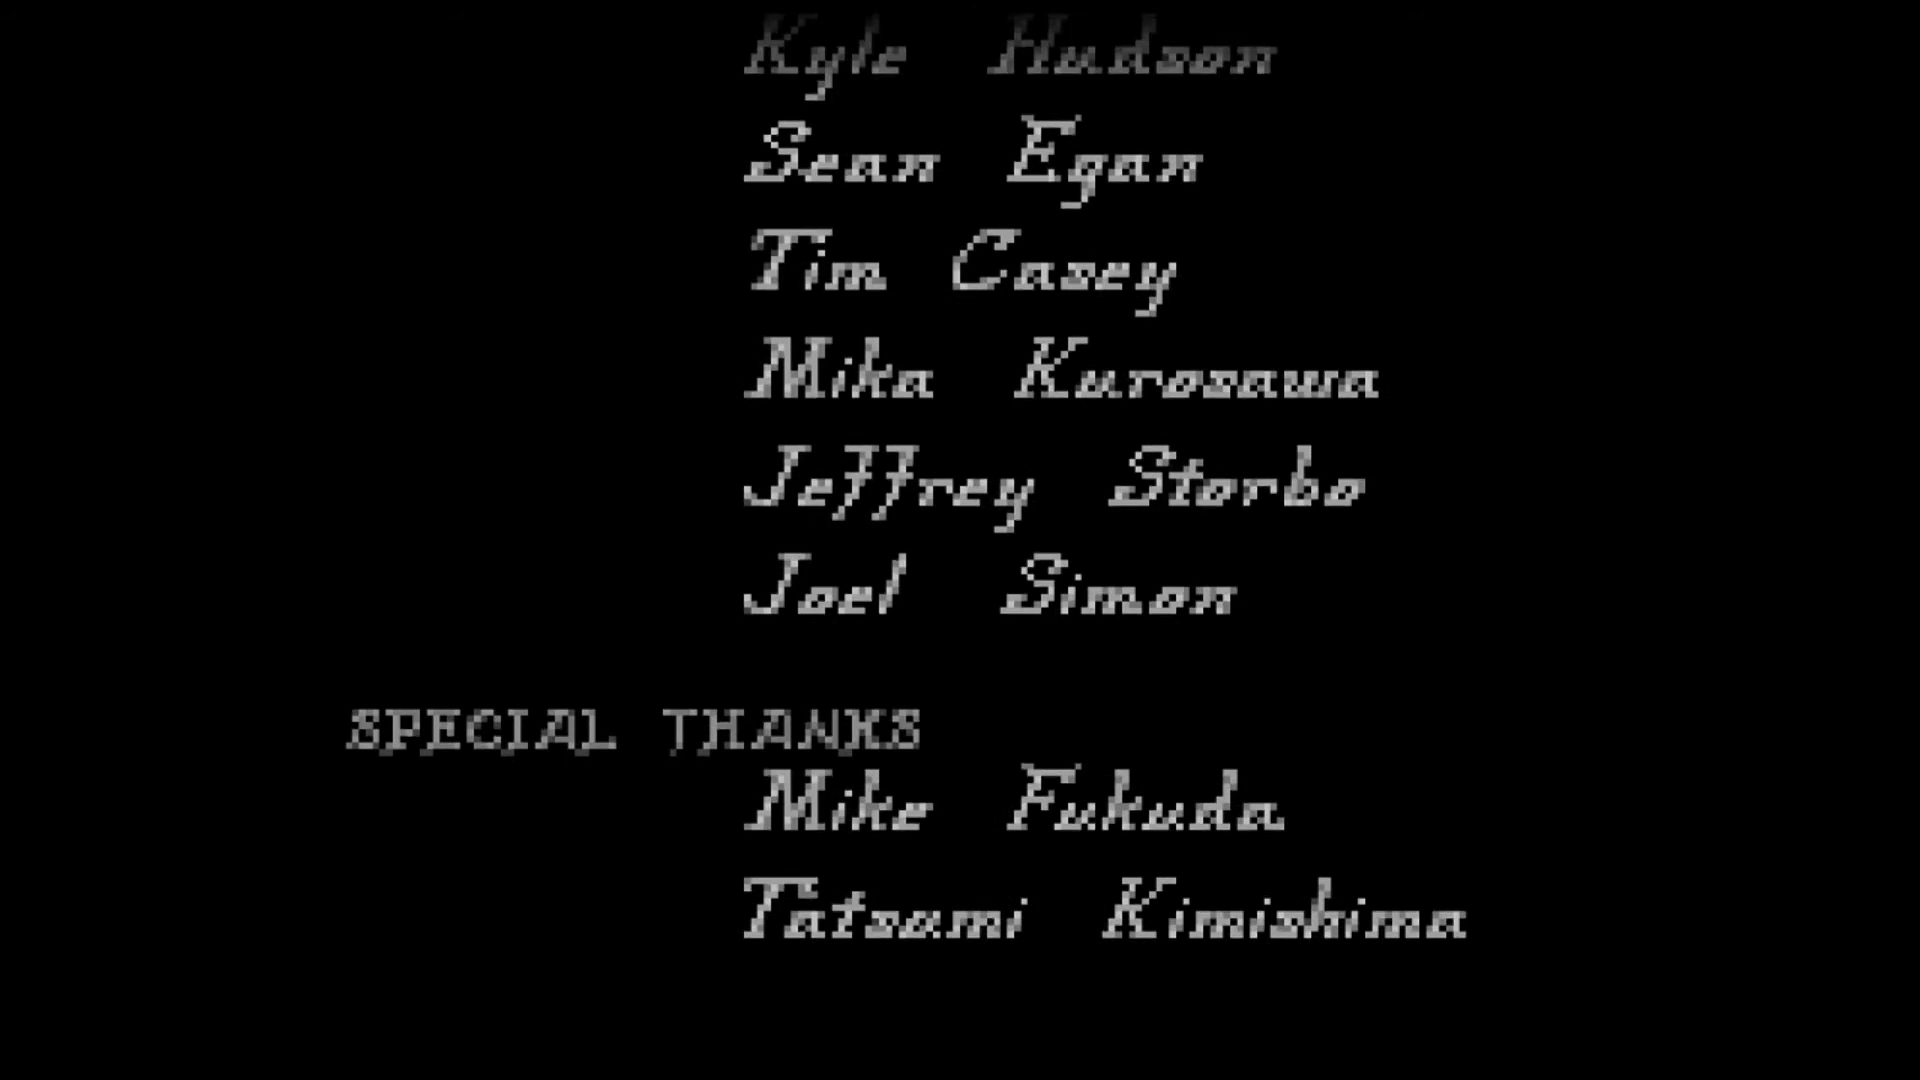 Kyle Hudson
Sean Egan
Tim Casey
Mika Kurosawa
Jeffrey Storbo
Joel Simon
SPECIAL THANKS
Mike Fukuda
Tatsumi Kimishima